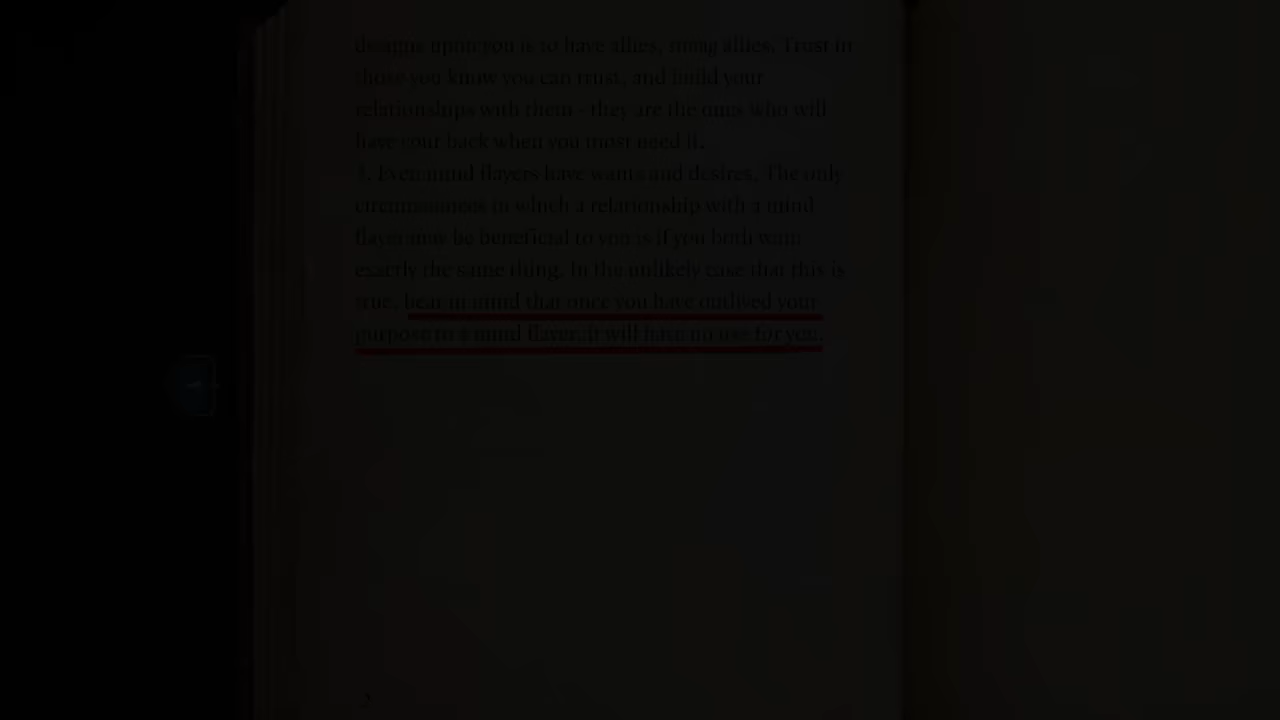 designs upon you is to have allies, strong allies. Trust in
those you know you can trust, and build your
relationships with them - they are the ones who will
have your back when you most need it.
3. Even mind flayers have wants and desires. The only
circumstances in which a relationship with a mind
flayer may be beneficial to you is if you both want
exactly the same thing. In the unlikely case that this is
true, bear in mind that once you have outlived your
purpose to a mind flayer, it will have no use for you.
2